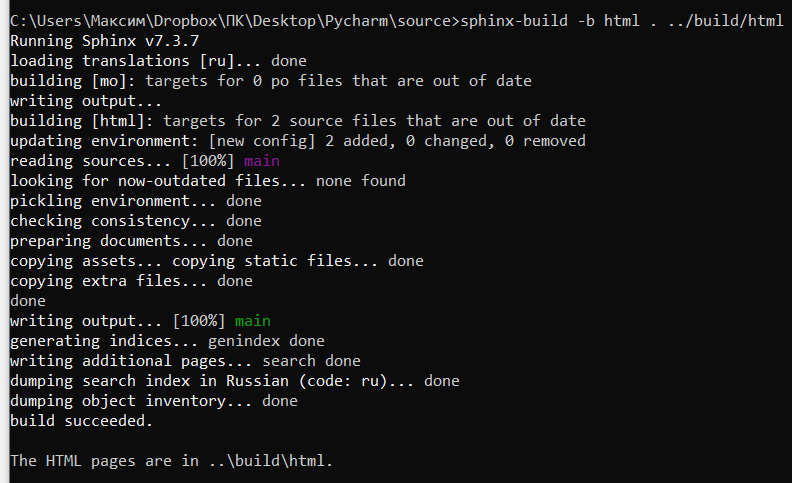 C:\Users\Максим\Dropbox\ПК\Desktop\Pycharm\source>sphinx-build -b html . ../build/html
Running Sphinx v7.3.7
loading translations [ru]... done
building [mo]: targets for 0 po files that are out of date
writing output...
building [html]: targets for 2 source files that are out of date
updating environment: [new config] 2 added, 0 changed, 0 removed
reading sources... [100%] main
looking for now-outdated files... none found
pickling environment... done
checking consistency... done
preparing documents... done
copying assets... copying static files... done
copying extra files... done
done
writing output... [100%] main
generating indices... genindex done
writing additional pages... search done
dumping search index in Russian (code: ru)... done
dumping object inventory... done
build succeeded.
The HTML pages are in ..\build\html.